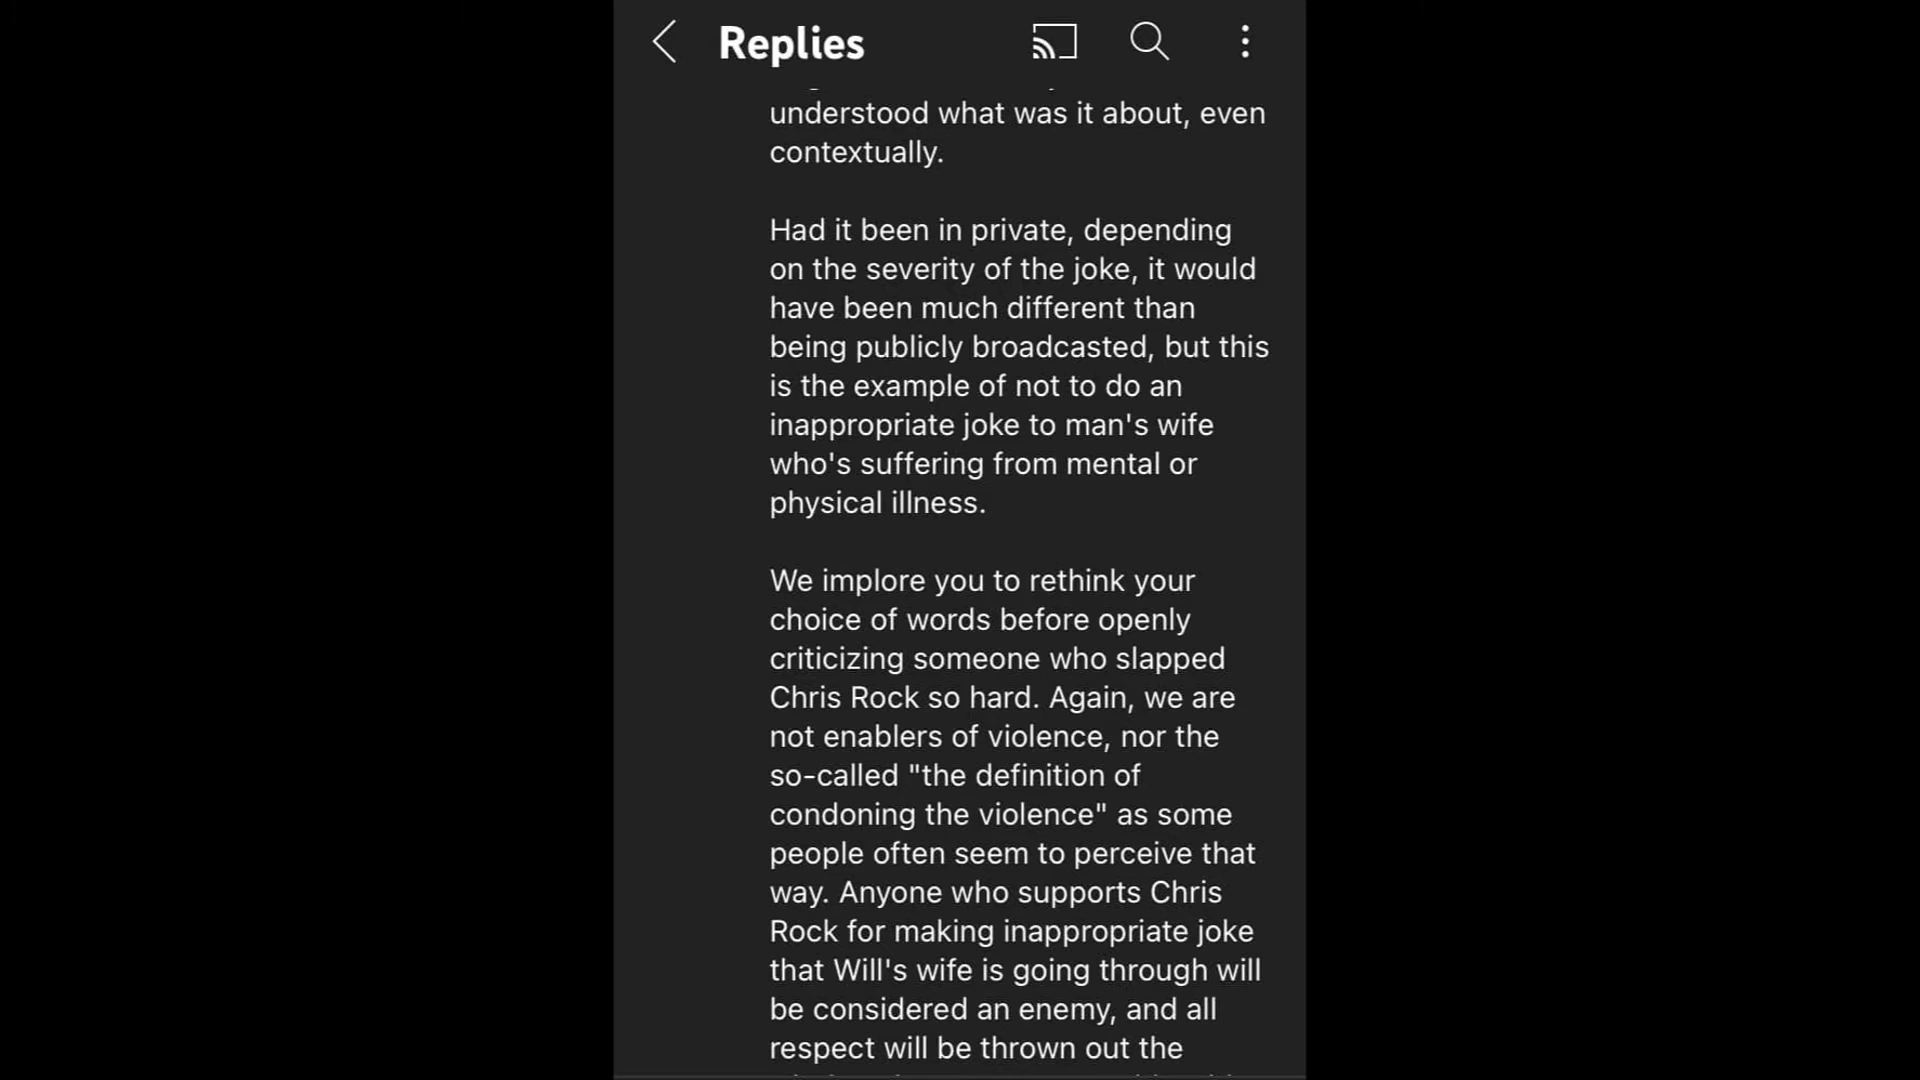 Replies
understood what was it about, even
contextually.
Had it been in private, depending
on the severity of the joke, it would
have been much different than
being publicly broadcasted, but this
is the example of not to do an
inappropriate joke to man's wife
who's suffering from mental or
physical illness.
We implore you to rethink your
choice of words before openly
criticizing someone who slapped
Chris Rock so hard. Again, we are
not enablers of violence, nor the
so-called "the definition of
condoning the violence" as some
people often seem to perceive that
way. Anyone who supports Chris
Rock for making inappropriate joke
that Will's wife is going through will
be considered an enemy, and all
respect will be thrown out the